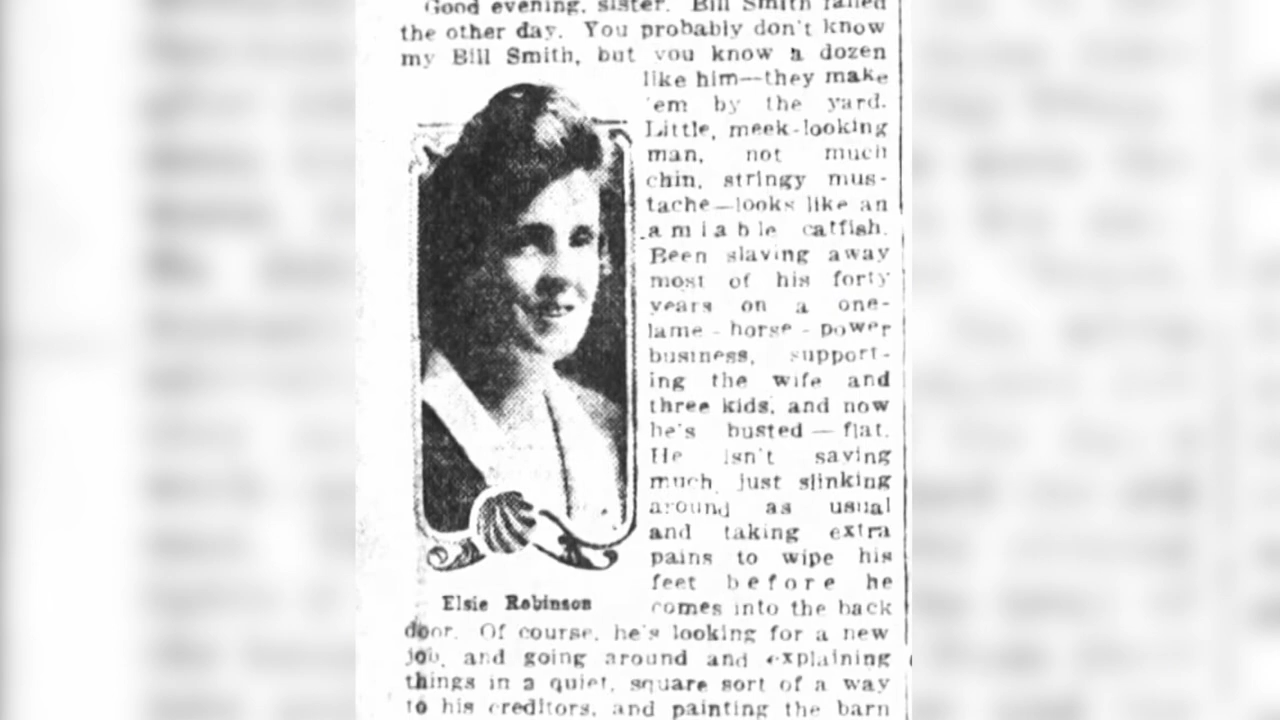 Good evening, sister. Bill Smith failed
the other day. You probably don't know
my Bill Smith, but you know a dozen
like him—they make
'em by the yard.
Little, meek-looking
man, not much
chin, stringy mus-
tache—looks like an
amiable catfish.
Been slaving away
most of his forty
years on a one-
lame-horse-power
business, support-
ing the wife and
three kids, and now
he's busted—flat.
He isn't saying
much, just slinking
around as usual
and taking extra
pains to wipe his
feet before he
comes into the back
Elsie Robinson
door. Of course, he's looking for a new
job, and going around and explaining
things in a quiet, square sort of a way
to his creditors, and painting the barn